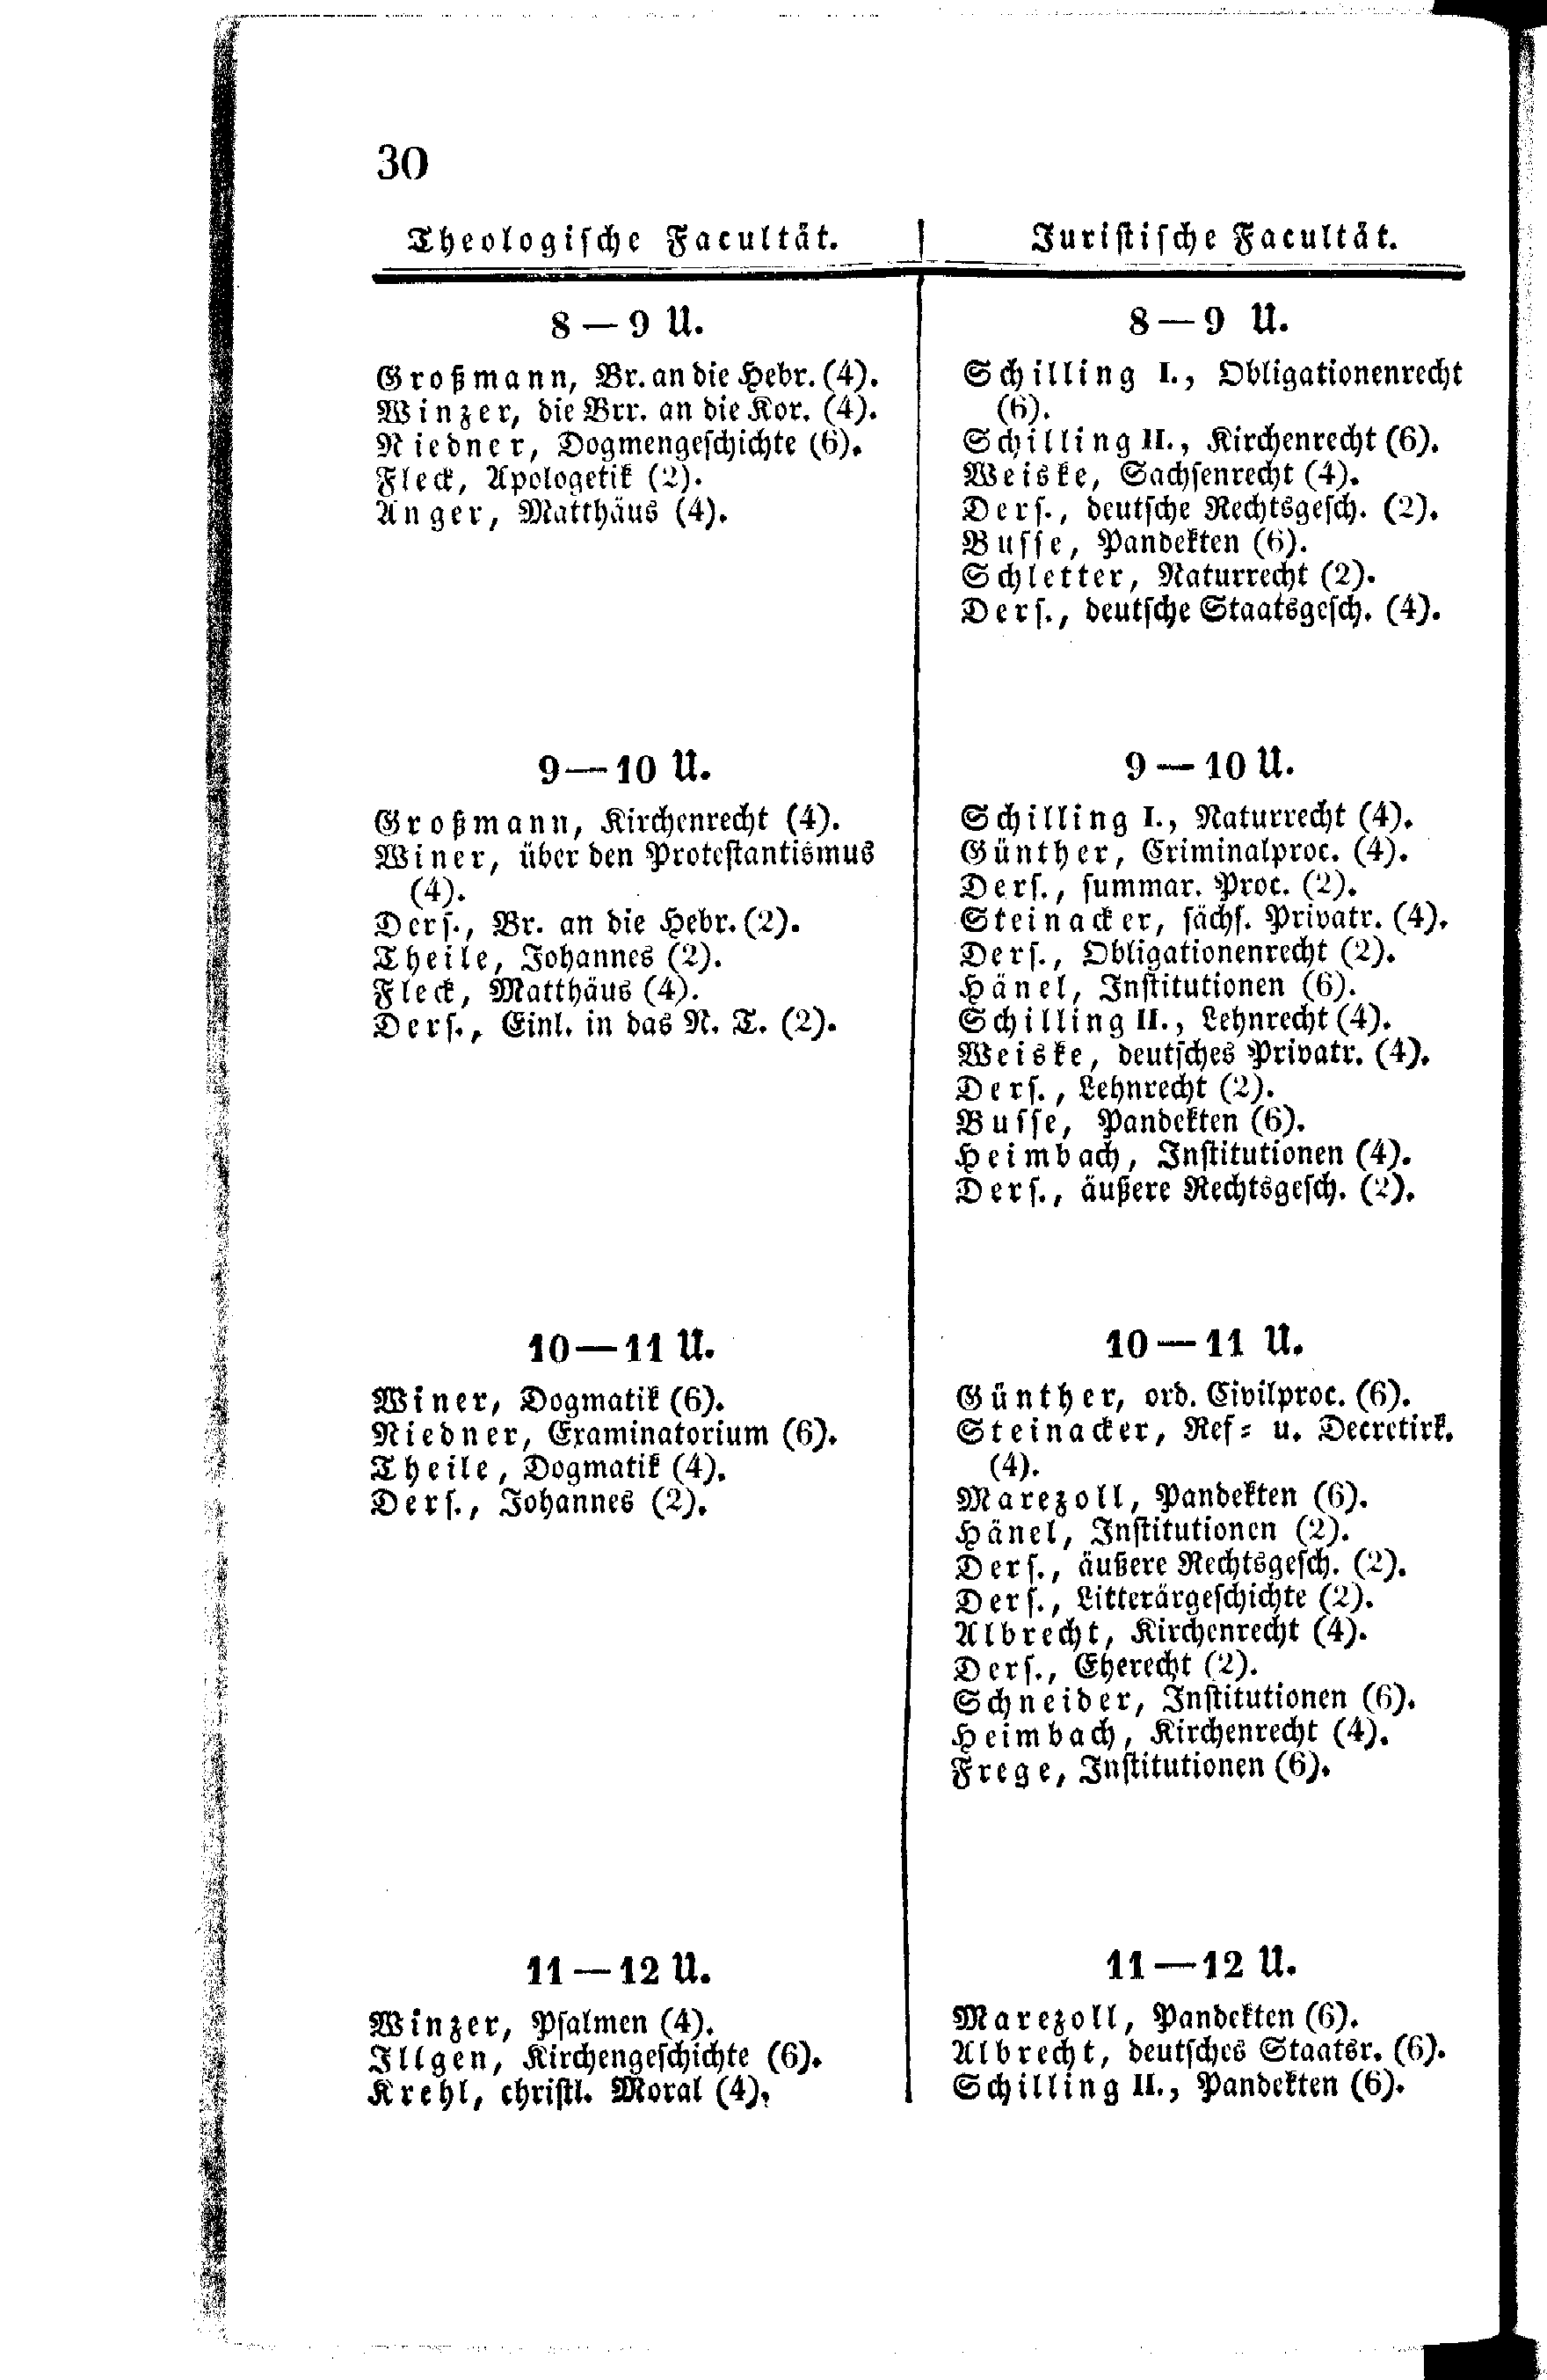 30
Theologische Facultät.
8 — 9 U.
Großmann, Br. an die Hebr. (4).
Winzer, die Brr. an die Kor. (4).
Niedner, Dogmengeschichte (6).
Fleck, Apologetik (2).
Anger, Matthäus (4).
9 — 10 U.
Großmann, Kirchenrecht (4).
Winer, über den Protestantismus
(4).
Ders., Br. an die Hebr. (2).
Theile, Johannes (2).
Fleck, Matthäus (4).
Ders., Einl. in das N. T. (2).
10 — 11 U.
Winer, Dogmatik (6).
Niedner, Examinatorium (6).
Theile, Dogmatik (4).
Ders., Johannes (2).
11 — 12 U.
Winzer, Psalmen (4).
Illgen, Kirchengeschichte (6).
Krehl, christl. Moral (4).
Juristische Facultät.
8 — 9 U.
Schilling I., Obligationenrecht
(6).
Schilling II., Kirchenrecht (6).
Weiske, Sachsenrecht (4).
Ders., deutsche Rechtsgesch. (2).
Busse, Pandekten (6).
Schletter, Naturrecht (2).
Ders., deutsche Staatsgesch. (4).
9 — 10 U.
Schilling I., Naturrecht (4).
Günther, Criminalproc. (4).
Ders., summar. Proc. (2).
Steinacker, sächs. Privatr. (4).
Ders., Obligationenrecht (2).
Hänel, Institutionen (6).
Schilling II., Lehnrecht (4).
Weiske, deutsches Privatr. (4).
Ders., Lehnrecht (2).
Busse, Pandekten (6).
Heimbach, Institutionen (4).
Ders., äußere Rechtsgesch. (2).
10 — 11 U.
Günther, ord. Civilproc. (6).
Steinacker, Ref= u. Decretirk.
(4).
Marezoll, Pandekten (6).
Hänel, Institutionen (2).
Ders., äußere Rechtsgesch. (2).
Ders., Litterärgeschichte (2).
Albrecht, Kirchenrecht (4).
Ders., Eherecht (2).
Schneider, Institutionen (6).
Heimbach, Kirchenrecht (4).
Frege, Institutionen (6).
11 — 12 U.
Marezoll, Pandekten (6).
Albrecht, deutsches Staatsr. (6).
Schilling II., Pandekten (6).